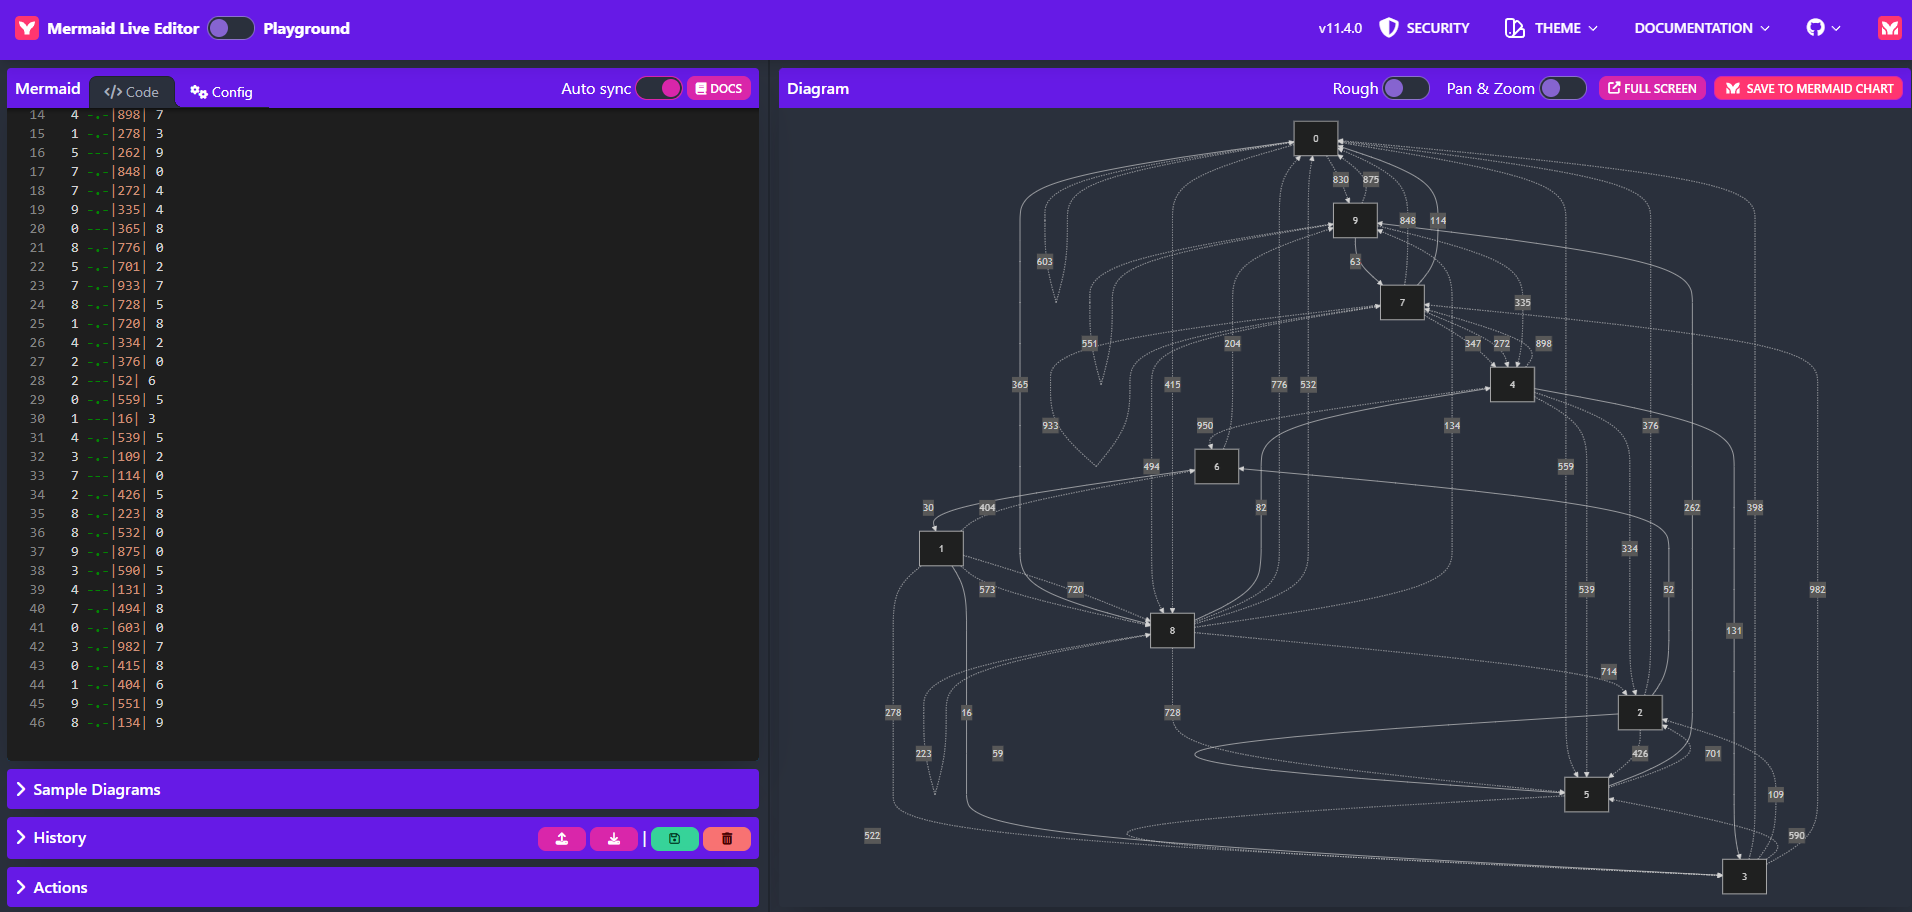 Mermaid Live Editor Playground
v11.4.0 SECURITY THEME DOCUMENTATION
Mermaid Code Config Auto sync DOCS
14 4 -.-|898| 7
15 1 -.-|278| 3
16 5 ---|262| 9
17 7 -.-|848| 0
18 7 -.-|272| 4
19 9 -.-|335| 4
20 0 ---|365| 8
21 8 -.-|776| 0
22 5 -.-|701| 2
23 7 -.-|933| 7
24 8 -.-|728| 5
25 1 -.-|720| 8
26 4 -.-|334| 2
27 2 -.-|376| 0
28 2 ---|52| 6
29 0 -.-|559| 5
30 1 ---|16| 3
31 4 -.-|539| 5
32 3 -.-|109| 2
33 7 ---|114| 0
34 2 -.-|426| 5
35 8 -.-|223| 8
36 8 -.-|532| 0
37 9 -.-|875| 0
38 3 -.-|590| 5
39 4 ---|131| 3
40 7 -.-|494| 8
41 0 -.-|603| 0
42 3 -.-|982| 7
43 0 -.-|415| 8
44 1 -.-|404| 6
45 9 -.-|551| 9
46 8 -.-|134| 9
Sample Diagrams
History
Actions
Diagram Rough Pan & Zoom FULL SCREEN SAVE TO MERMAID CHART
0
830 875
9 848 114
603 63
7 335
551 204 347 272 898
365 415 776 532 4
933 950 134 376
494 6 559
30 404 82 262 398
1 334
573 720 539 52 982
8 131
714
278 16 728 2
223 59 426 701
5 109
522 590
3